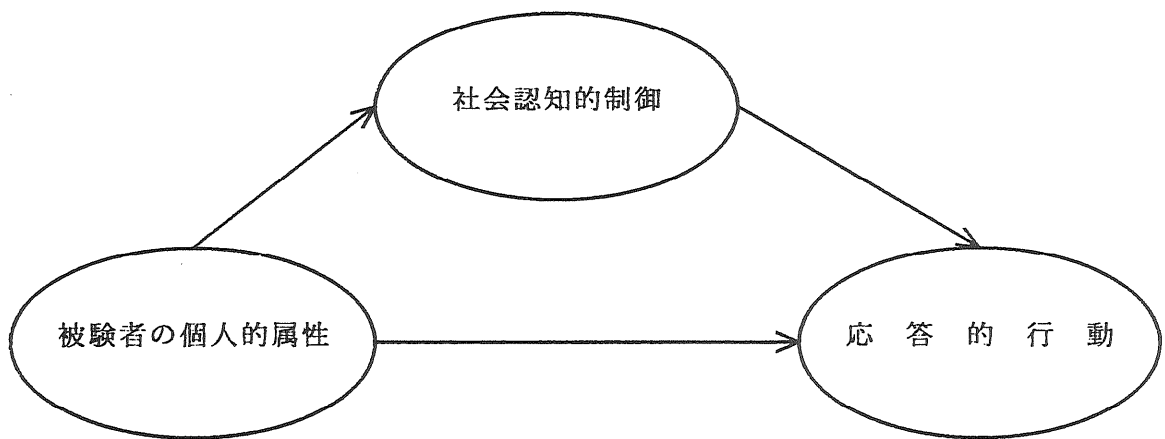 社会認知的制御
被験者の個人的属性
応答的行動